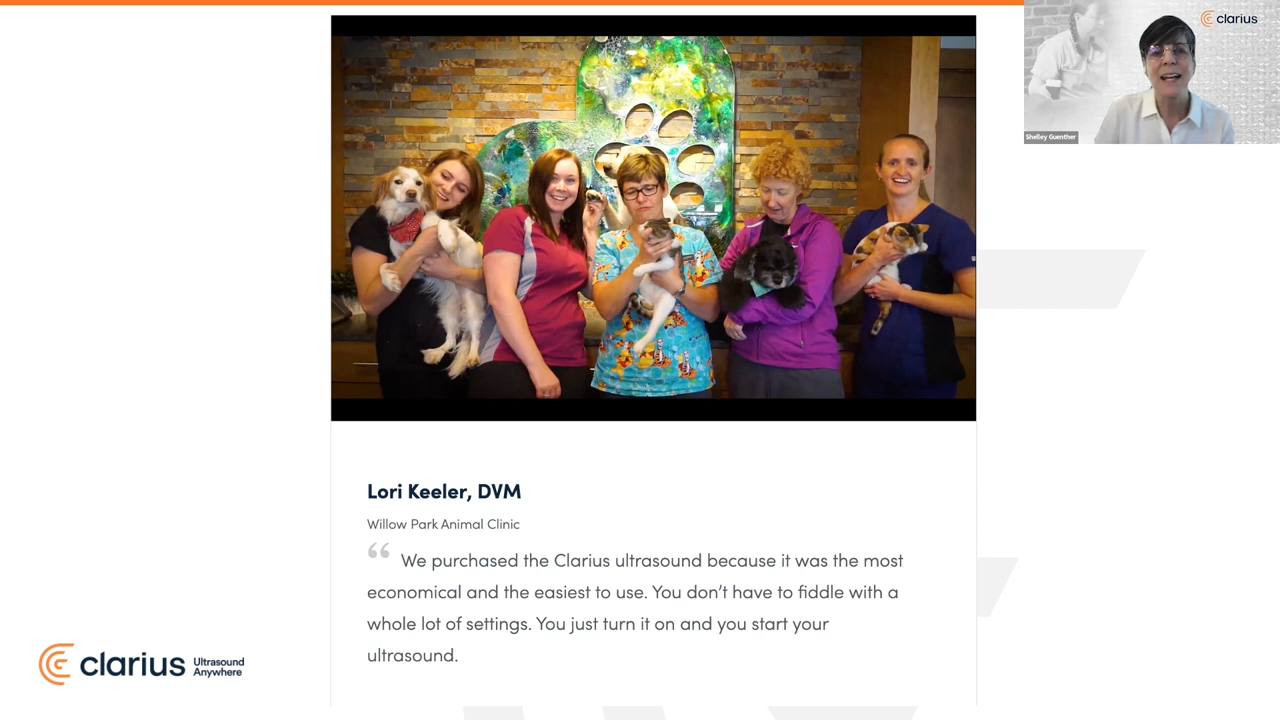 clarius
Shelley Guenther
Lori Keeler, DVM
Willow Park Animal Clinic
“ We purchased the Clarius ultrasound because it was the most
economical and the easiest to use. You don’t have to fiddle with a
whole lot of settings. You just turn it on and you start your
ultrasound.
clarius
Ultrasound
Anywhere